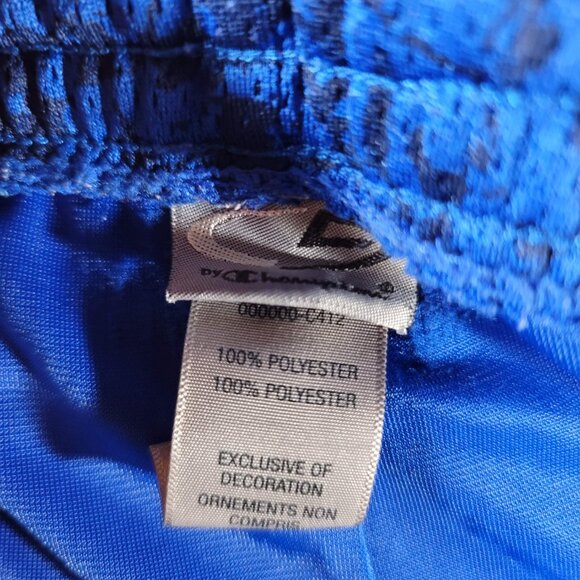 BY Champion®
000000-C412
100% POLYESTER
100% POLYESTER
EXCLUSIVE OF
DECORATION
ORNEMENTS NON
COMPRIS